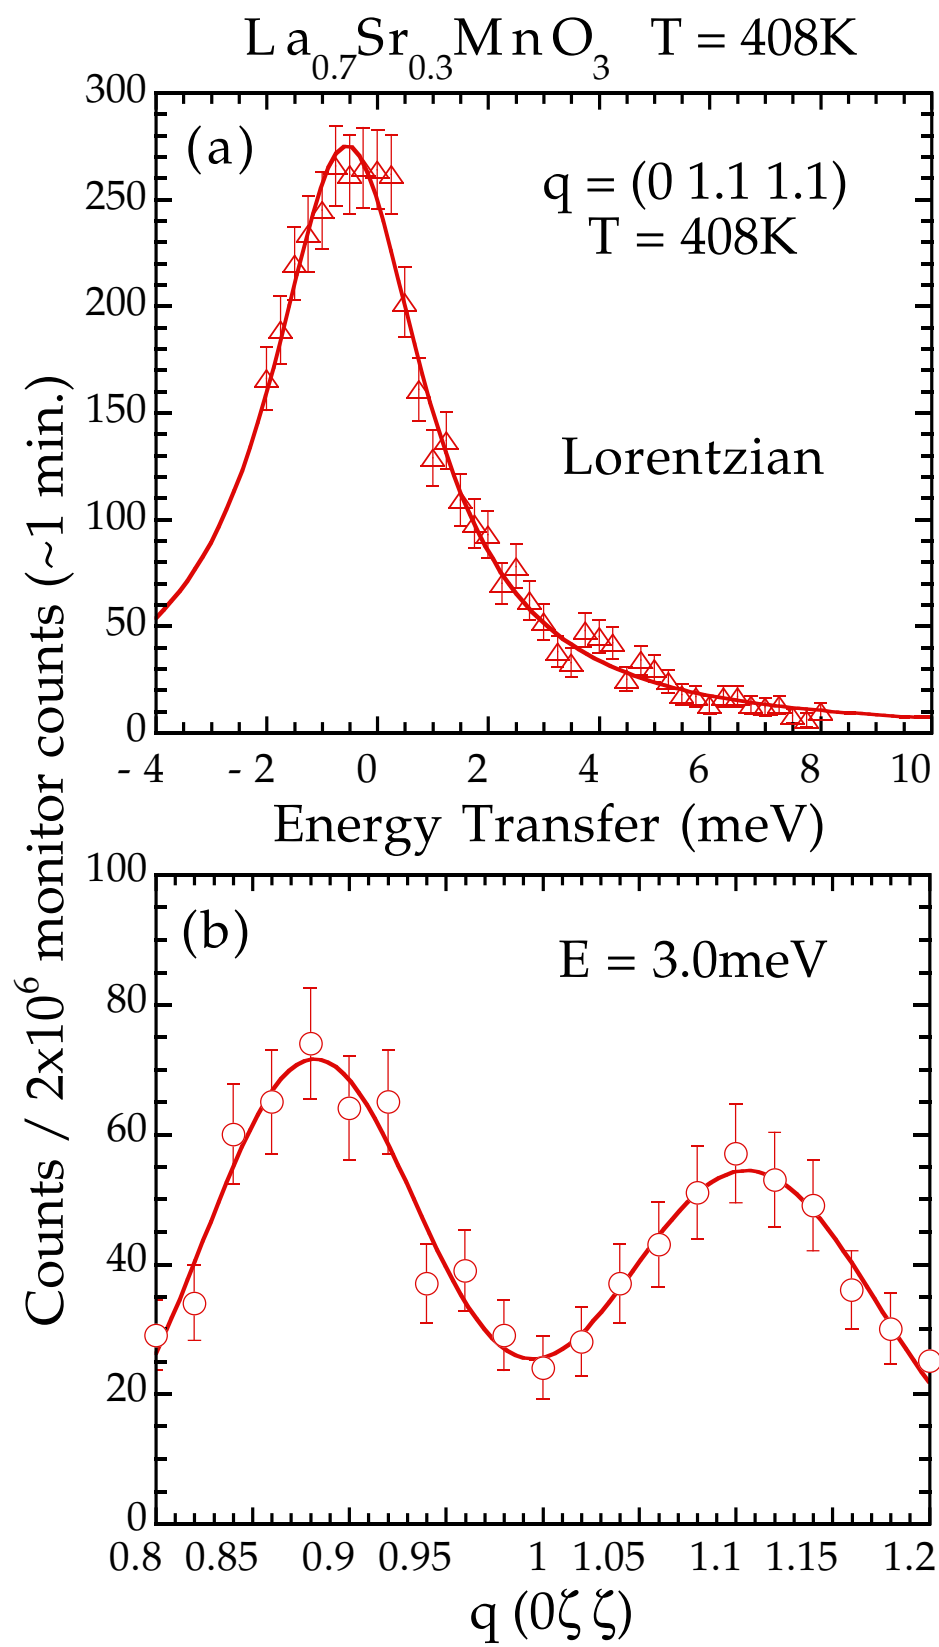 La0.7Sr0.3MnO3 T = 408K
300
(a)
q = (0 1.1 1.1)
T = 408K
250
200
150
Lorentzian
100
50
0
- 4 - 2 0 2 4 6 8 10
Energy Transfer (meV)
Counts / 2x10^6 monitor counts (~1 min.)
100
(b)
E = 3.0meV
80
60
40
20
0
0.8 0.85 0.9 0.95 1 1.05 1.1 1.15 1.2
q (0ζ ζ)